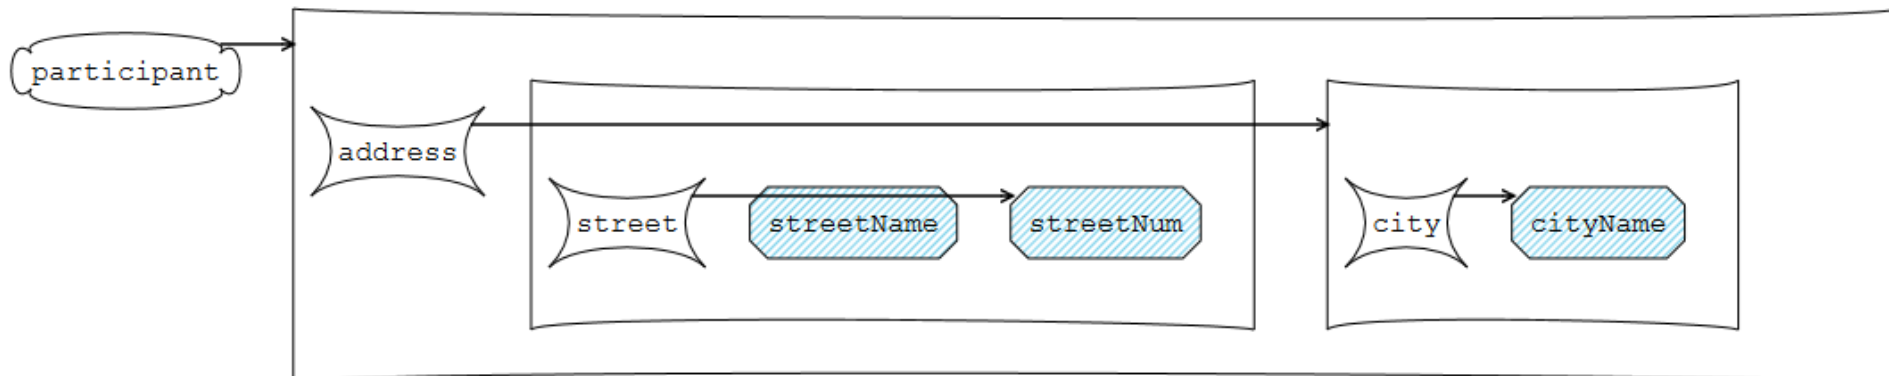 participant
address
street
streetName
streetNum
city
cityName